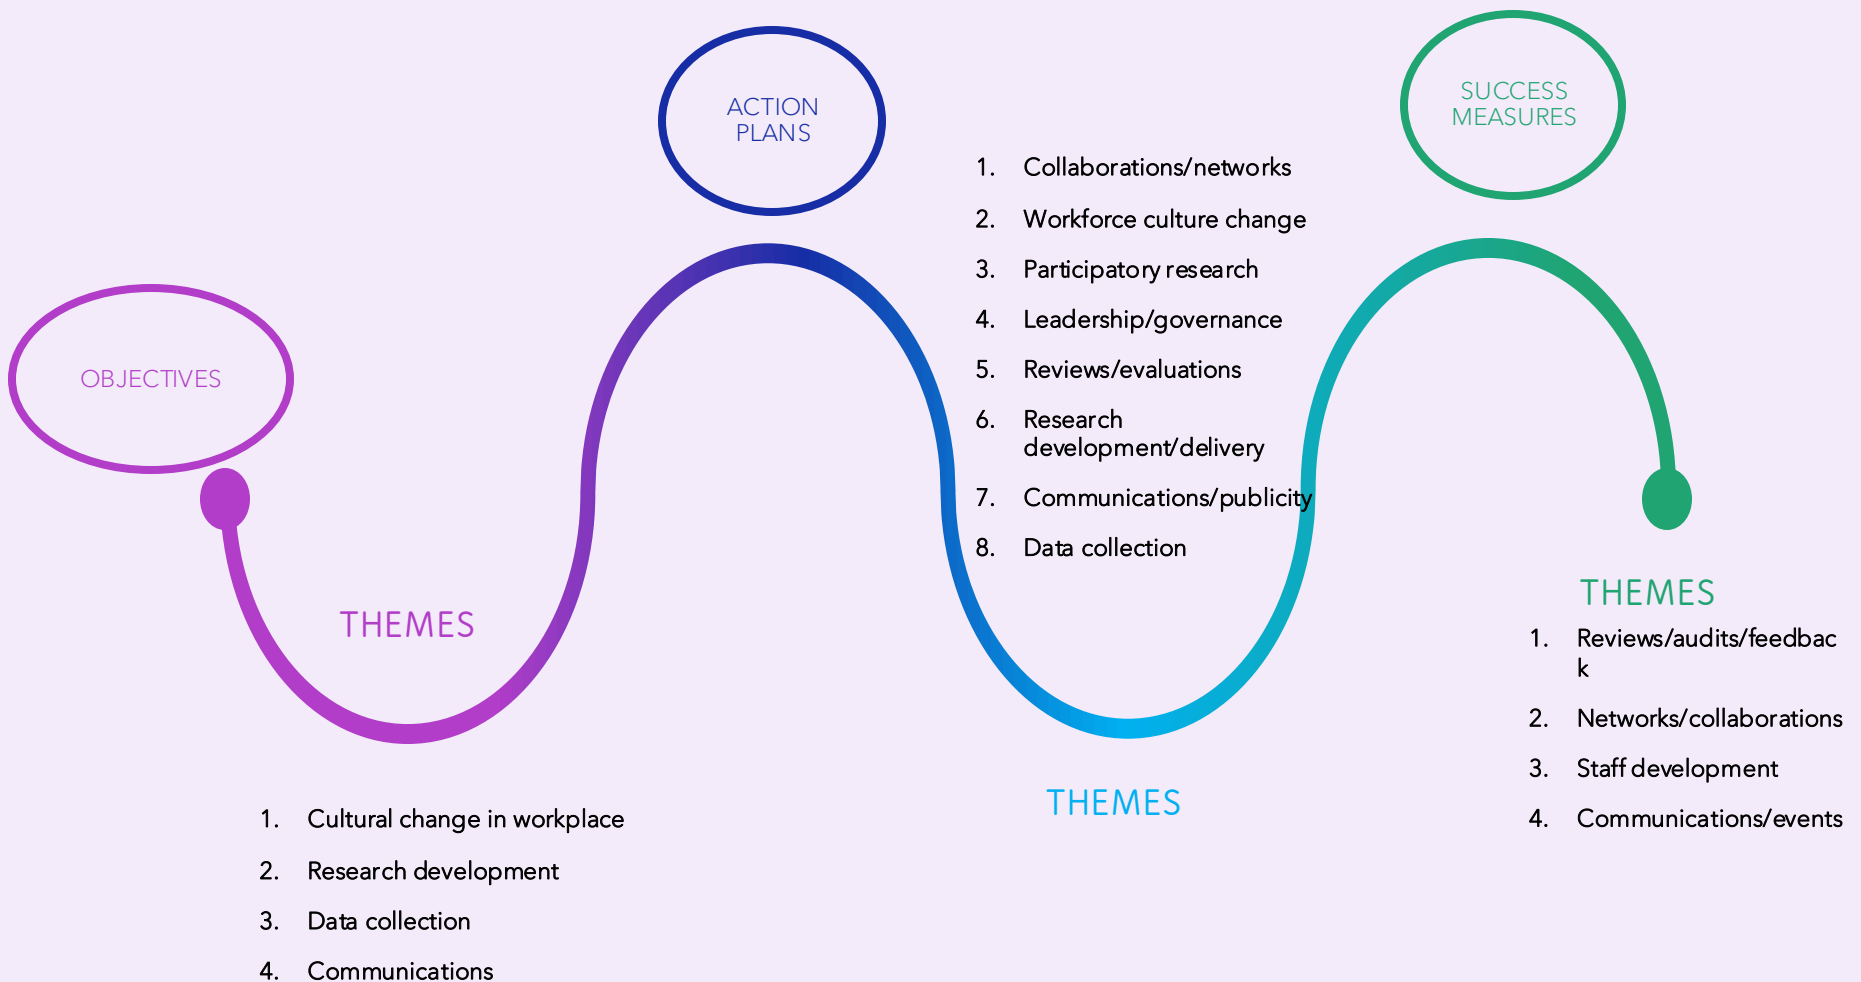 OBJECTIVES
THEMES
1. Cultural change in workplace
2. Research development
3. Data collection
4. Communications
ACTION
PLANS
1. Collaborations/networks
2. Workforce culture change
3. Participatory research
4. Leadership/governance
5. Reviews/evaluations
6. Research
development/delivery
7. Communications/publicity
8. Data collection
THEMES
SUCCESS
MEASURES
THEMES
1. Reviews/audits/feedbac
k
2. Networks/collaborations
3. Staff development
4. Communications/events